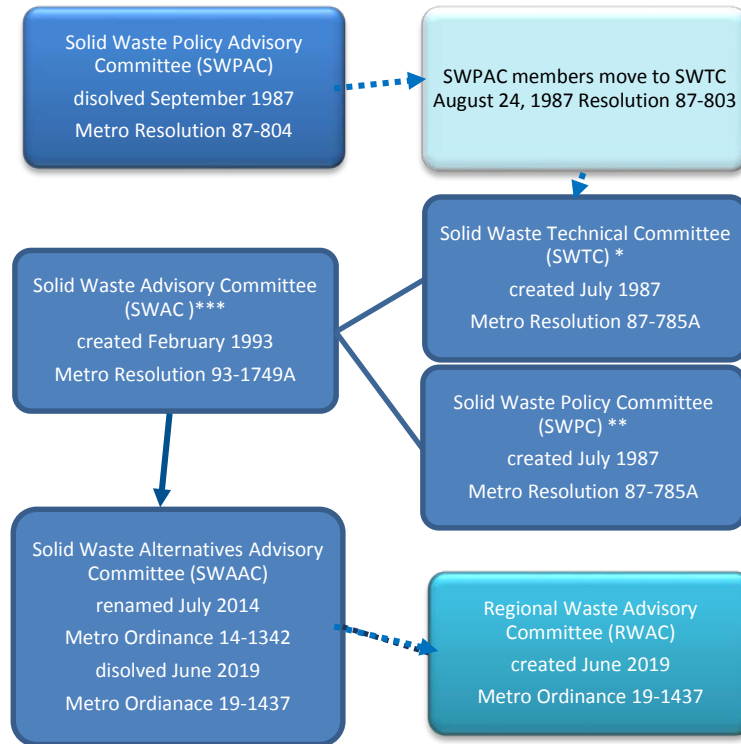 Solid Waste Policy Advisory
Committee (SWPAC)
disolved September 1987
Metro Resolution 87-804
SWPAC members move to SWTC
August 24, 1987 Resolution 87-803
Solid Waste Technical Committee
(SWTC) *
created July 1987
Metro Resolution 87-785A
Solid Waste Advisory Committee
(SWAC )***
created February 1993
Metro Resolution 93-1749A
Solid Waste Policy Committee
(SWPC) **
created July 1987
Metro Resolution 87-785A
Solid Waste Alternatives Advisory
Committee (SWAAC)
renamed July 2014
Metro Ordinance 14-1342
disolved June 2019
Metro Ordianace 19-1437
Regional Waste Advisory
Committee (RWAC)
created June 2019
Metro Ordinance 19-1437